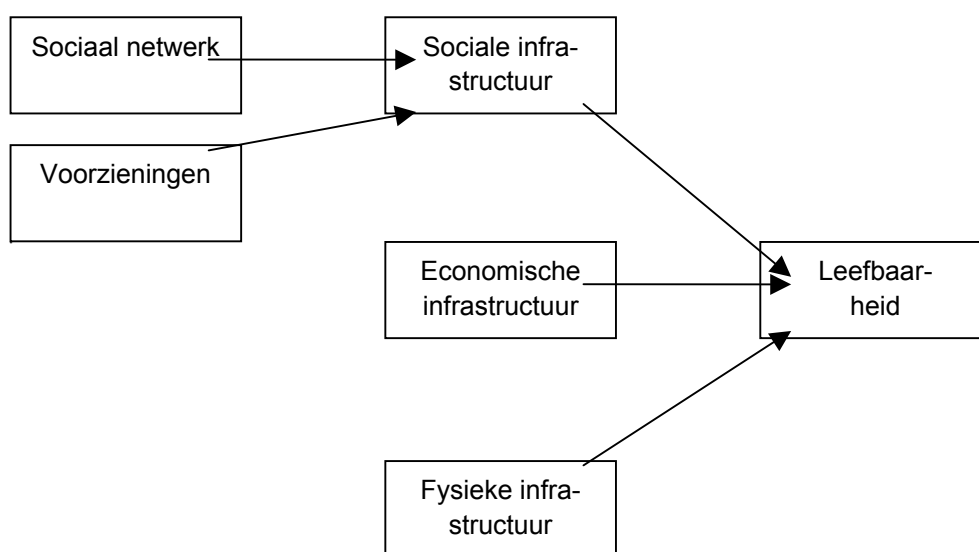 Sociaal netwerk
Sociale infra-
structuur
Voorzieningen
Economische
infrastructuur
Leefbaar-
heid
Fysieke infra-
structuur